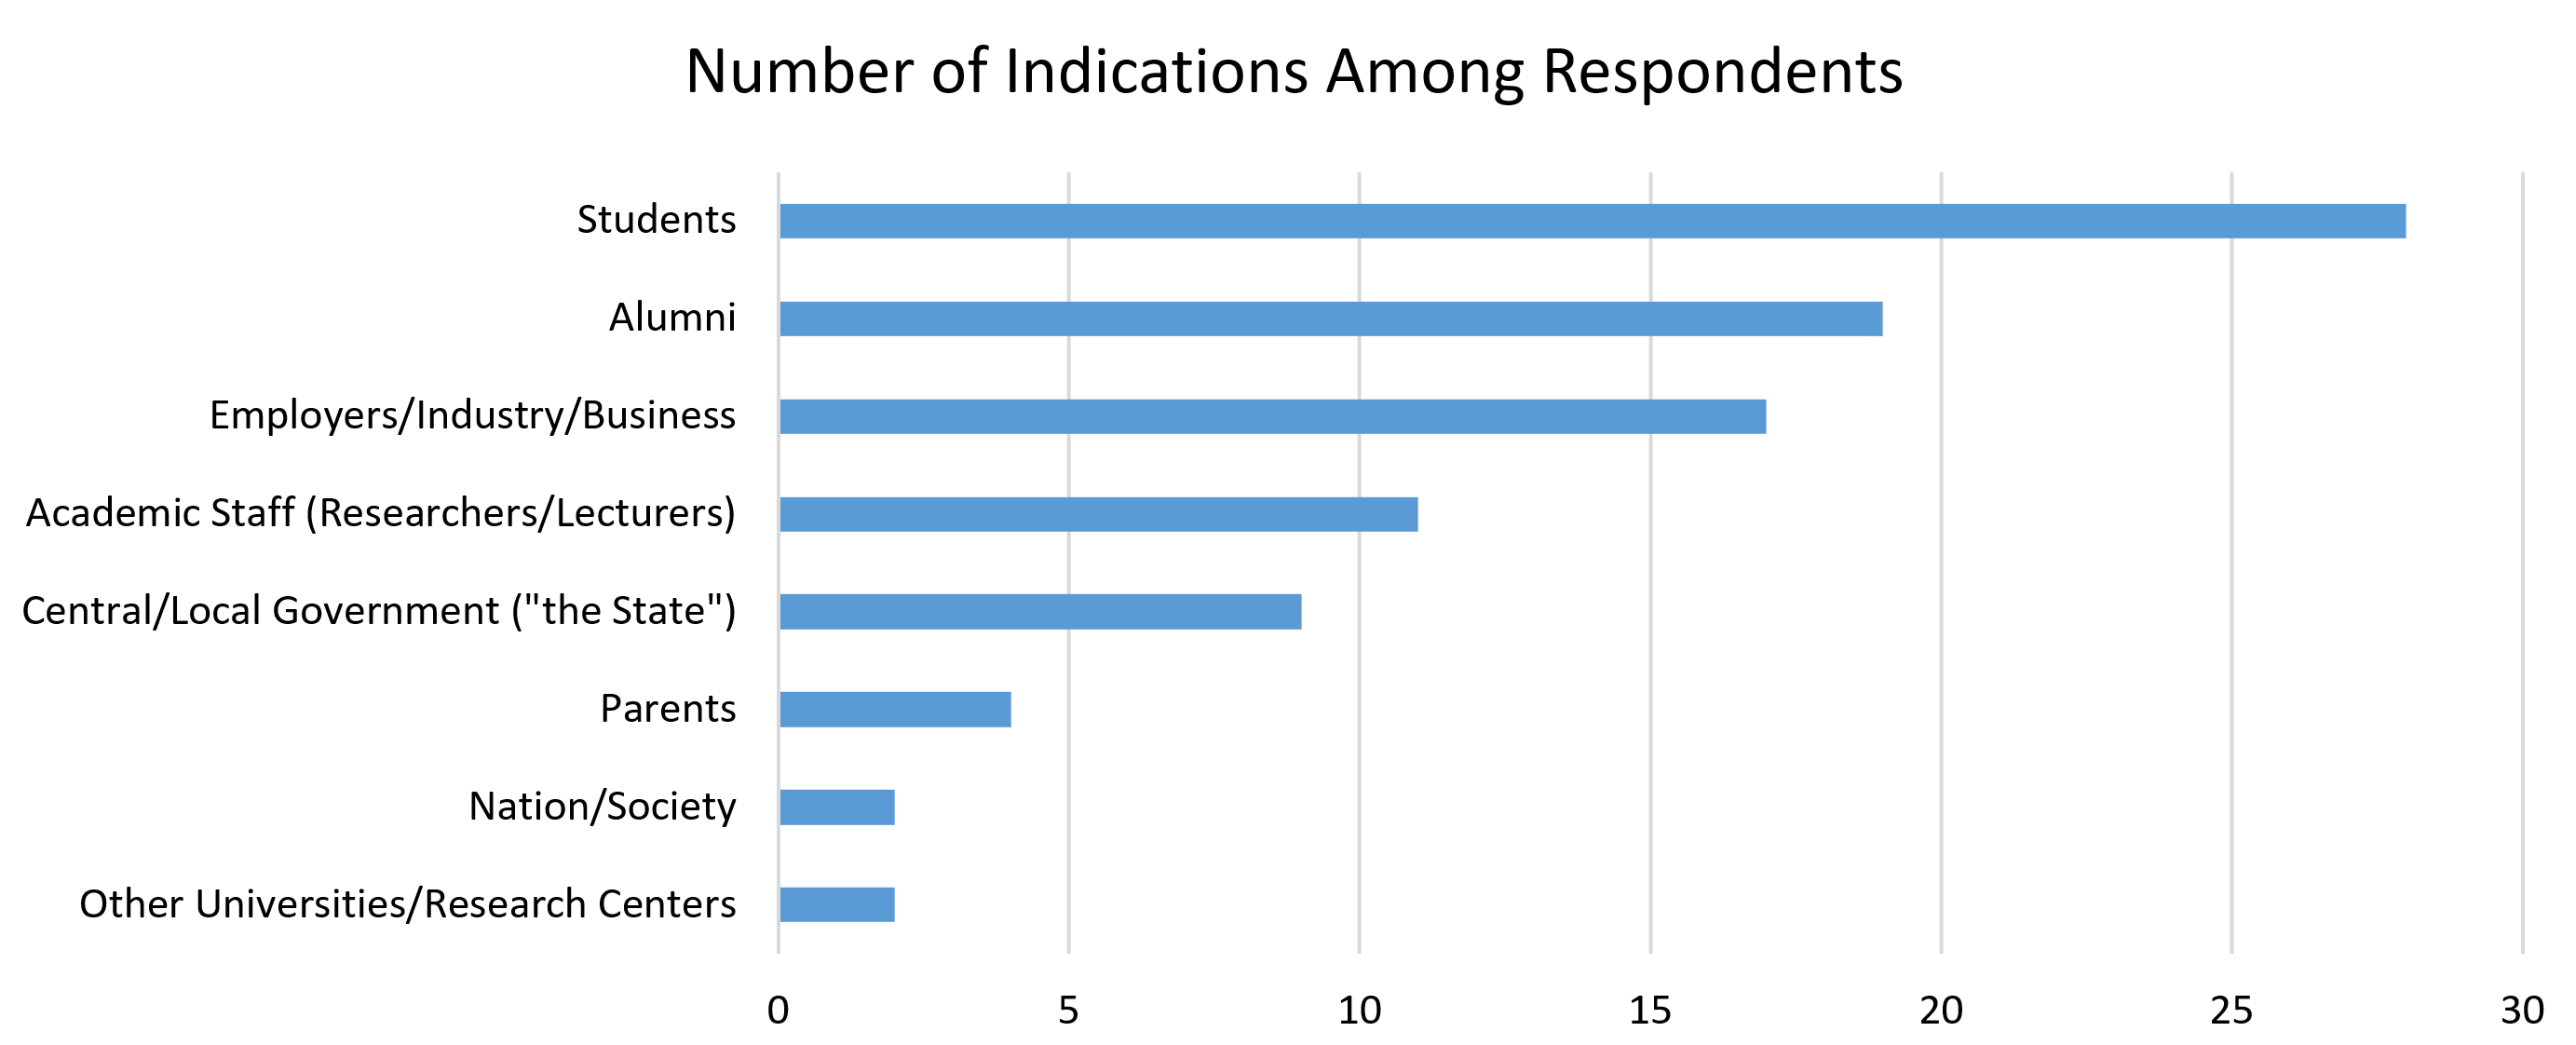 Number of Indications Among Respondents
Students
Alumni
Employers/Industry/Business
Academic Staff (Researchers/Lecturers)
Central/Local Government ("the State")
Parents
Nation/Society
Other Universities/Research Centers
0 5 10 15 20 25 30